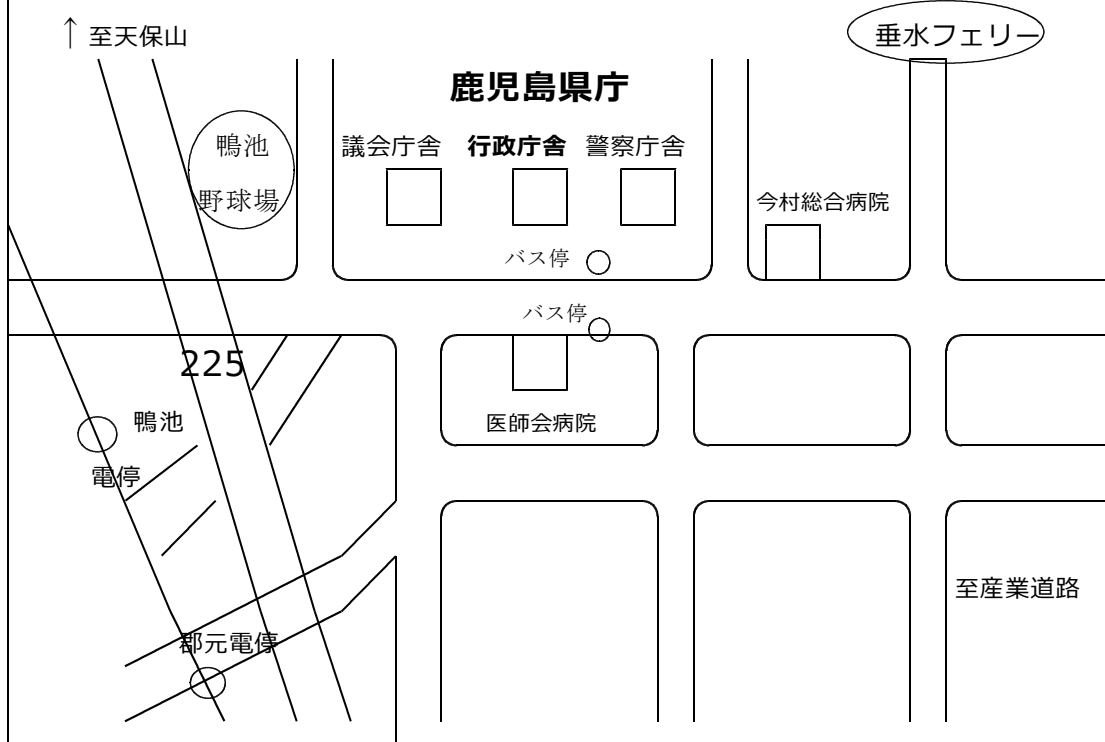 ↑ 至天保山
垂水フェリー
鹿児島県庁
鴨池
野球場
議会庁舎 行政庁舎 警察庁舎
今村総合病院
バス停
バス停
225
鴨池
電停
医師会病院
至産業道路
郡元電停